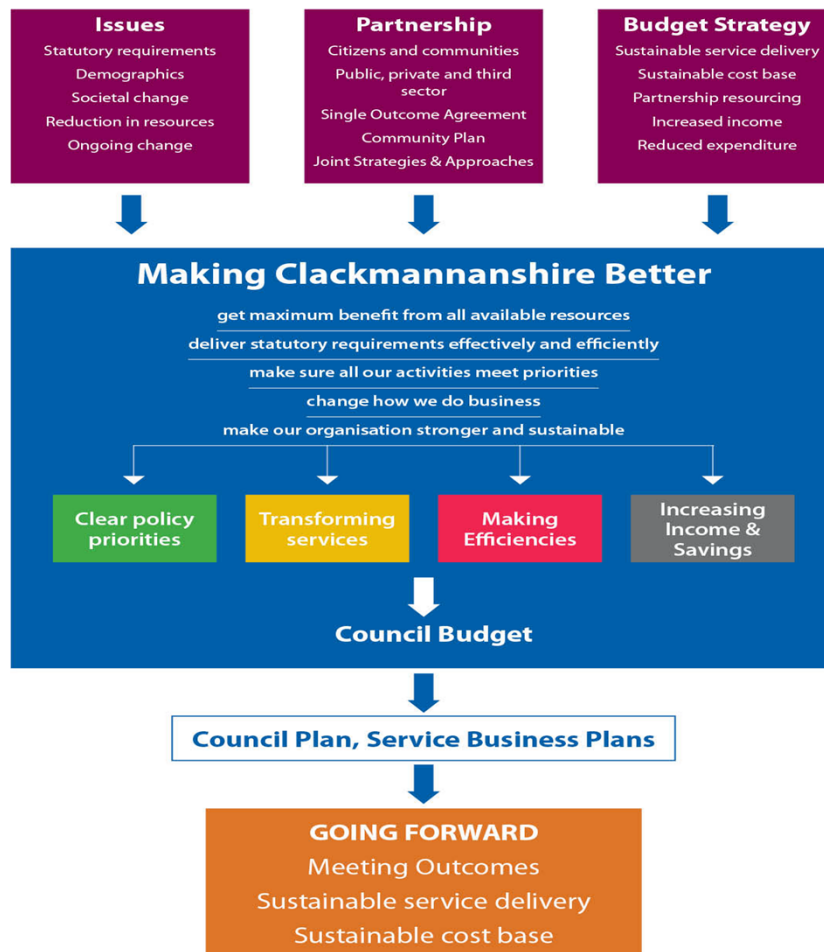 Issues
Statutory requirements
Demographics
Societal change
Reduction in resources
Ongoing change
Partnership
Citizens and communities
Public, private and third
sector
Single Outcome Agreement
Community Plan
Joint Strategies & Approaches
Budget Strategy
Sustainable service delivery
Sustainable cost base
Partnership resourcing
Increased income
Reduced expenditure
Making Clackmannanshire Better
get maximum benefit from all available resources
deliver statutory requirements effectively and efficiently
make sure all our activities meet priorities
change how we do business
make our organisation stronger and sustainable
Clear policy
priorities
Transforming
services
Making
Efficiencies
Increasing
Income &
Savings
Council Budget
Council Plan, Service Business Plans
GOING FORWARD
Meeting Outcomes
Sustainable service delivery
Sustainable cost base